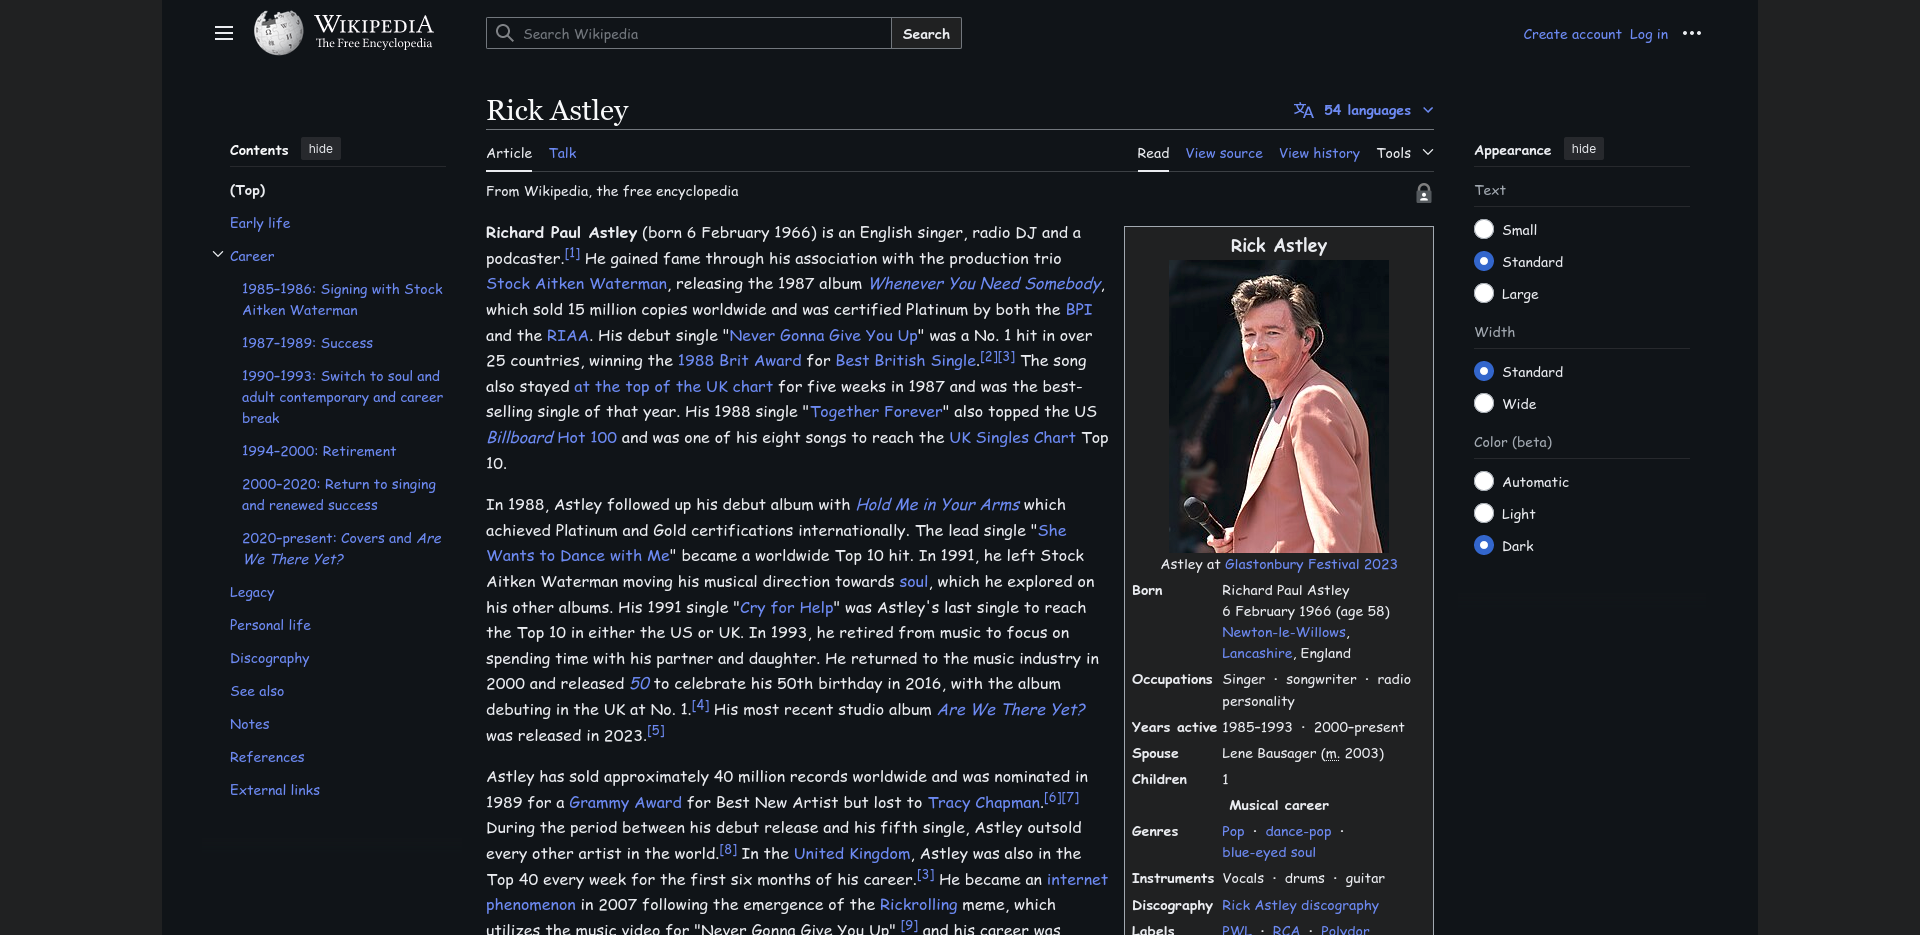 WIKIPEDIA
The Free Encyclopedia
Search Wikipedia
Search
Create account Log in
Rick Astley
54 languages
Contents hide
(Top)
Early life
Career
1985–1986: Signing with Stock
Aitken Waterman
1987–1989: Success
1990–1993: Switch to soul and
adult contemporary and career
break
1994–2000: Retirement
2000–2020: Return to singing
and renewed success
2020–present: Covers and Are
We There Yet?
Legacy
Personal life
Discography
See also
Notes
References
External links
Article Talk
Read View source View history Tools
From Wikipedia, the free encyclopedia
Richard Paul Astley (born 6 February 1966) is an English singer, radio DJ and a
podcaster.[1] He gained fame through his association with the production trio
Stock Aitken Waterman, releasing the 1987 album Whenever You Need Somebody,
which sold 15 million copies worldwide and was certified Platinum by both the BPI
and the RIAA. His debut single "Never Gonna Give You Up" was a No. 1 hit in over
25 countries, winning the 1988 Brit Award for Best British Single.[2][3] The song
also stayed at the top of the UK chart for five weeks in 1987 and was the best-
selling single of that year. His 1988 single "Together Forever" also topped the US
Billboard Hot 100 and was one of his eight songs to reach the UK Singles Chart Top
10.
In 1988, Astley followed up his debut album with Hold Me in Your Arms which
achieved Platinum and Gold certifications internationally. The lead single "She
Wants to Dance with Me" became a worldwide Top 10 hit. In 1991, he left Stock
Aitken Waterman moving his musical direction towards soul, which he explored on
his other albums. His 1991 single "Cry for Help" was Astley's last single to reach
the Top 10 in either the US or UK. In 1993, he retired from music to focus on
spending time with his partner and daughter. He returned to the music industry in
2000 and released 50 to celebrate his 50th birthday in 2016, with the album
debuting in the UK at No. 1.[4] His most recent studio album Are We There Yet?
was released in 2023.[5]
Astley has sold approximately 40 million records worldwide and was nominated in
1989 for a Grammy Award for Best New Artist but lost to Tracy Chapman.[6][7]
During the period between his debut release and his fifth single, Astley outsold
every other artist in the world.[8] In the United Kingdom, Astley was also in the
Top 40 every week for the first six months of his career.[3] He became an internet
phenomenon in 2007 following the emergence of the Rickrolling meme, which
utilizes the music video for "Never Gonna Give You Up" [9] and his career was
Rick Astley
Astley at Glastonbury Festival 2023
Born Richard Paul Astley
6 February 1966 (age 58)
Newton-le-Willows,
Lancashire, England
Occupations Singer · songwriter · radio
personality
Years active 1985–1993 · 2000–present
Spouse Lene Bausager (m. 2003)
Children 1
Musical career
Genres Pop · dance-pop ·
blue-eyed soul
Instruments Vocals · drums · guitar
Discography Rick Astley discography
Labels PWL · RCA · Polydor
Appearance hide
Text
Small
Standard
Large
Width
Standard
Wide
Color (beta)
Automatic
Light
Dark